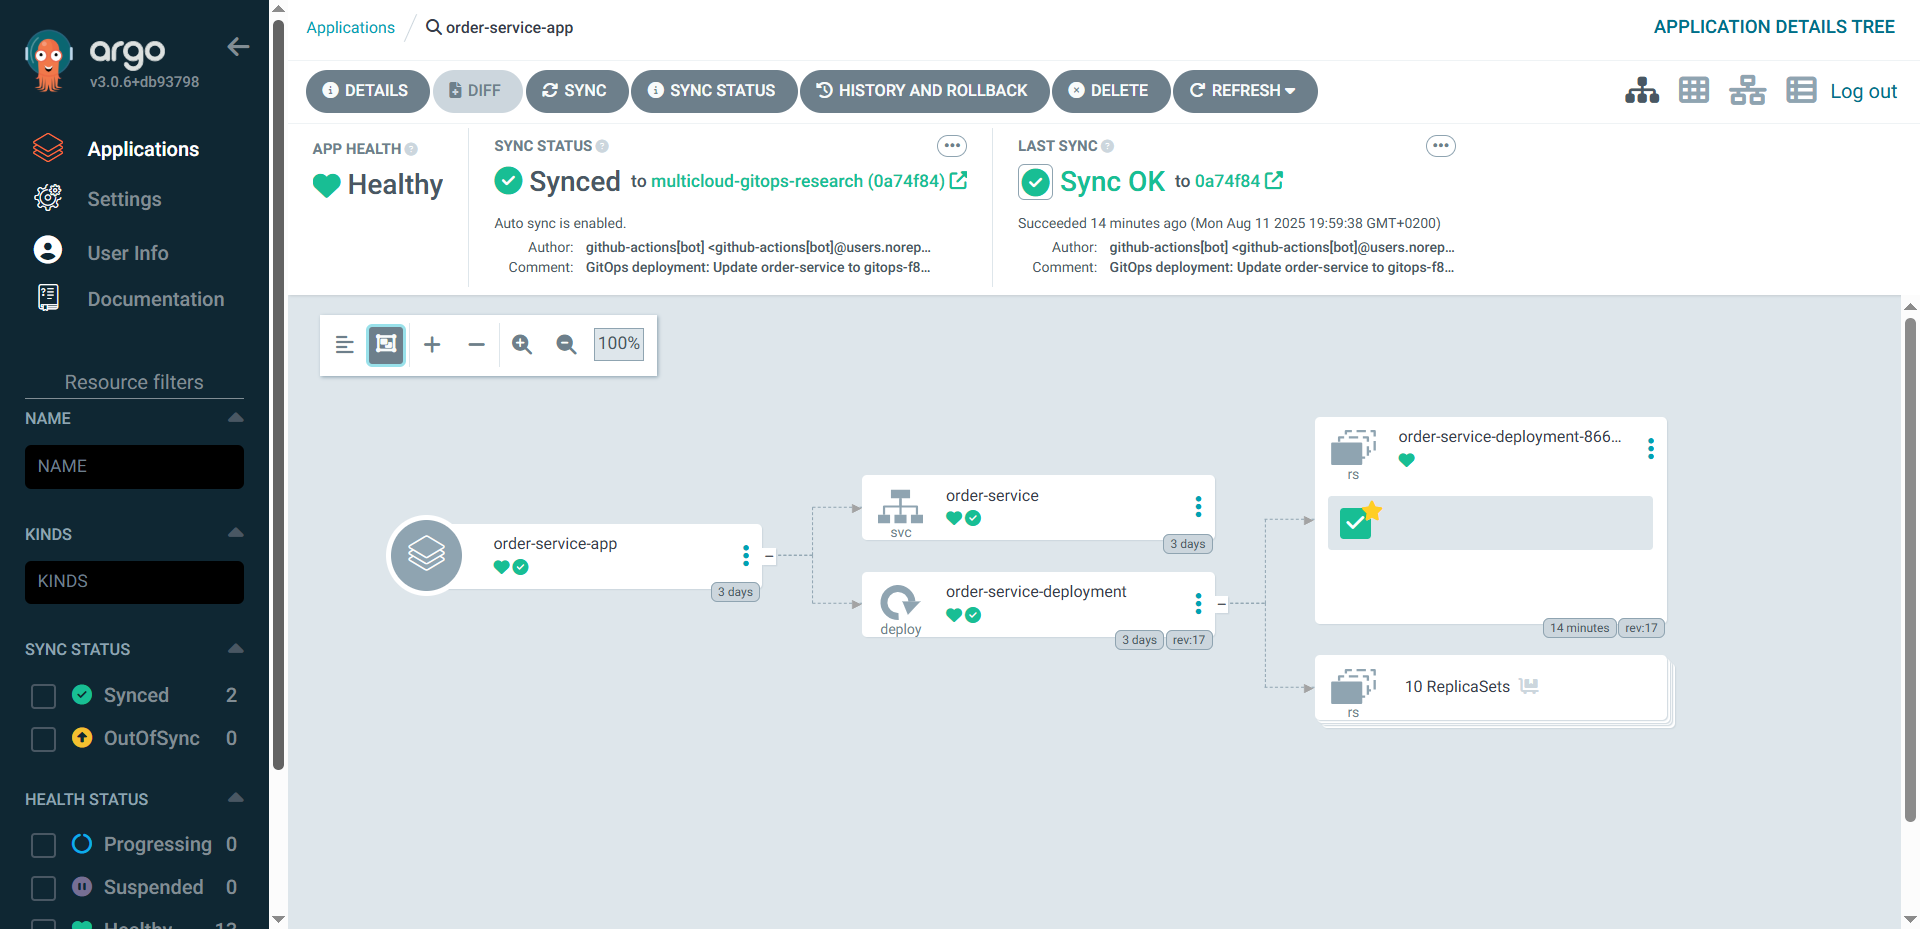 argo
v3.0.6+db93798
Applications
Settings
User Info
Documentation
Resource filters
NAME
NAME
KINDS
KINDS
SYNC STATUS
Synced 2
OutOfSync 0
HEALTH STATUS
Progressing 0
Suspended 0
Healthy 13
Applications / order-service-app
APPLICATION DETAILS TREE
DETAILS DIFF SYNC SYNC STATUS HISTORY AND ROLLBACK DELETE REFRESH
Log out
APP HEALTH
Healthy
SYNC STATUS
Synced to multicloud-gitops-research (0a74f84)
Auto sync is enabled.
Author: github-actions[bot] <github-actions[bot]@users.norep...
Comment: GitOps deployment: Update order-service to gitops-f8...
LAST SYNC
Sync OK to 0a74f84
Succeeded 14 minutes ago (Mon Aug 11 2025 19:59:38 GMT+0200)
Author: github-actions[bot] <github-actions[bot]@users.norep...
Comment: GitOps deployment: Update order-service to gitops-f8...
100%
order-service-app
3 days
order-service
svc
3 days
order-service-deployment
deploy
3 days rev:17
order-service-deployment-866...
rs
14 minutes rev:17
10 ReplicaSets
rs